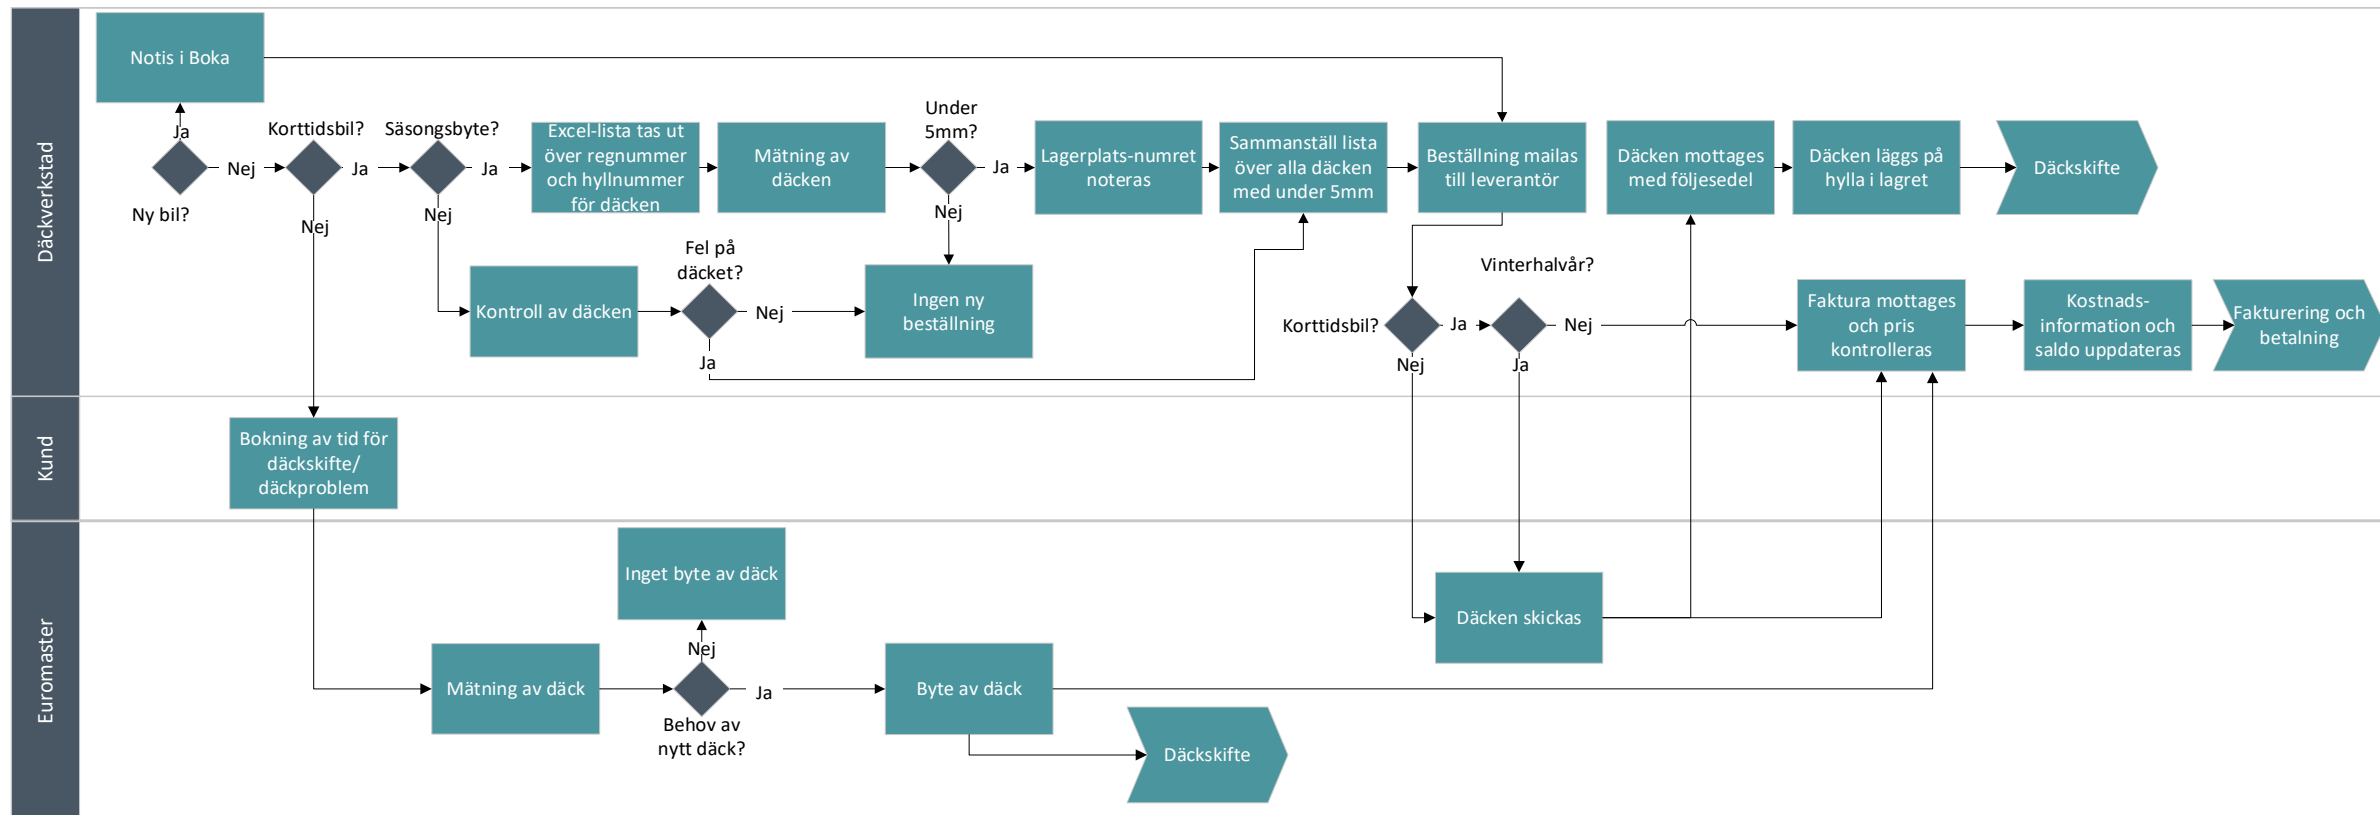 Däckverkstad
Notis i Boka
Ja
Ny bil?
Nej
Korttidsbil?
Ja
Nej
Säsongsbyte?
Ja
Nej
Excel-lista tas ut
över regnummer
och hyllnummer
för däcken
Mätning av
däcken
Under
5mm?
Ja
Nej
Lagerplats-numret
noteras
Sammanställ lista
över alla däcken
med under 5mm
Beställning mailas
till leverantör
Däcken mottages
med följesedel
Däcken läggs på
hylla i lagret
Däckskifte
Kontroll av däcken
Fel på
däcket?
Nej
Ja
Ingen ny
beställning
Korttidsbil?
Ja
Nej
Vinterhalvår?
Nej
Ja
Faktura mottages
och pris
kontrolleras
Kostnads-
information och
saldo uppdateras
Fakturering och
betalning
Kund
Bokning av tid för
däckskifte/
däckproblem
Euromaster
Inget byte av däck
Nej
Mätning av däck
Behov av
nytt däck?
Ja
Byte av däck
Däckskifte
Däcken skickas